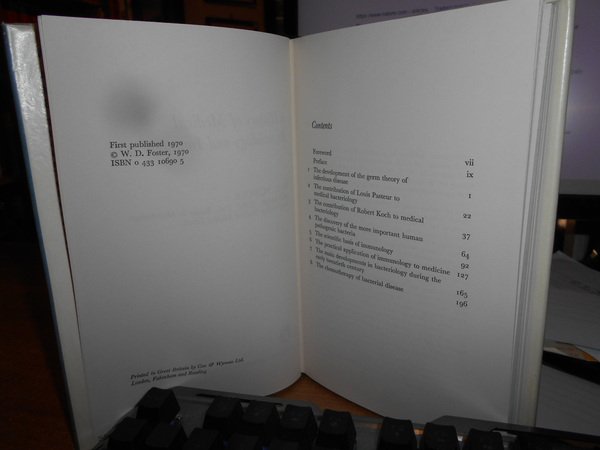 First published 1970
© W. D. Foster, 1970
ISBN 0 433 10690 5
Printed in Great Britain by Cox & Wyman Ltd.
London, Fakenham and Reading
Contents
Foreword vii
Preface ix
1 The development of the germ theory of
infectious disease 1
2 The contribution of Louis Pasteur to
medical bacteriology 22
3 The contribution of Robert Koch to medical
bacteriology 37
4 The discovery of the more important human
pathogenic bacteria 64
5 The scientific basis of immunology 92
6 The practical application of immunology to medicine 127
7 The main developments in bacteriology during the
early twentieth century 165
8 The chemotherapy of bacterial disease 196